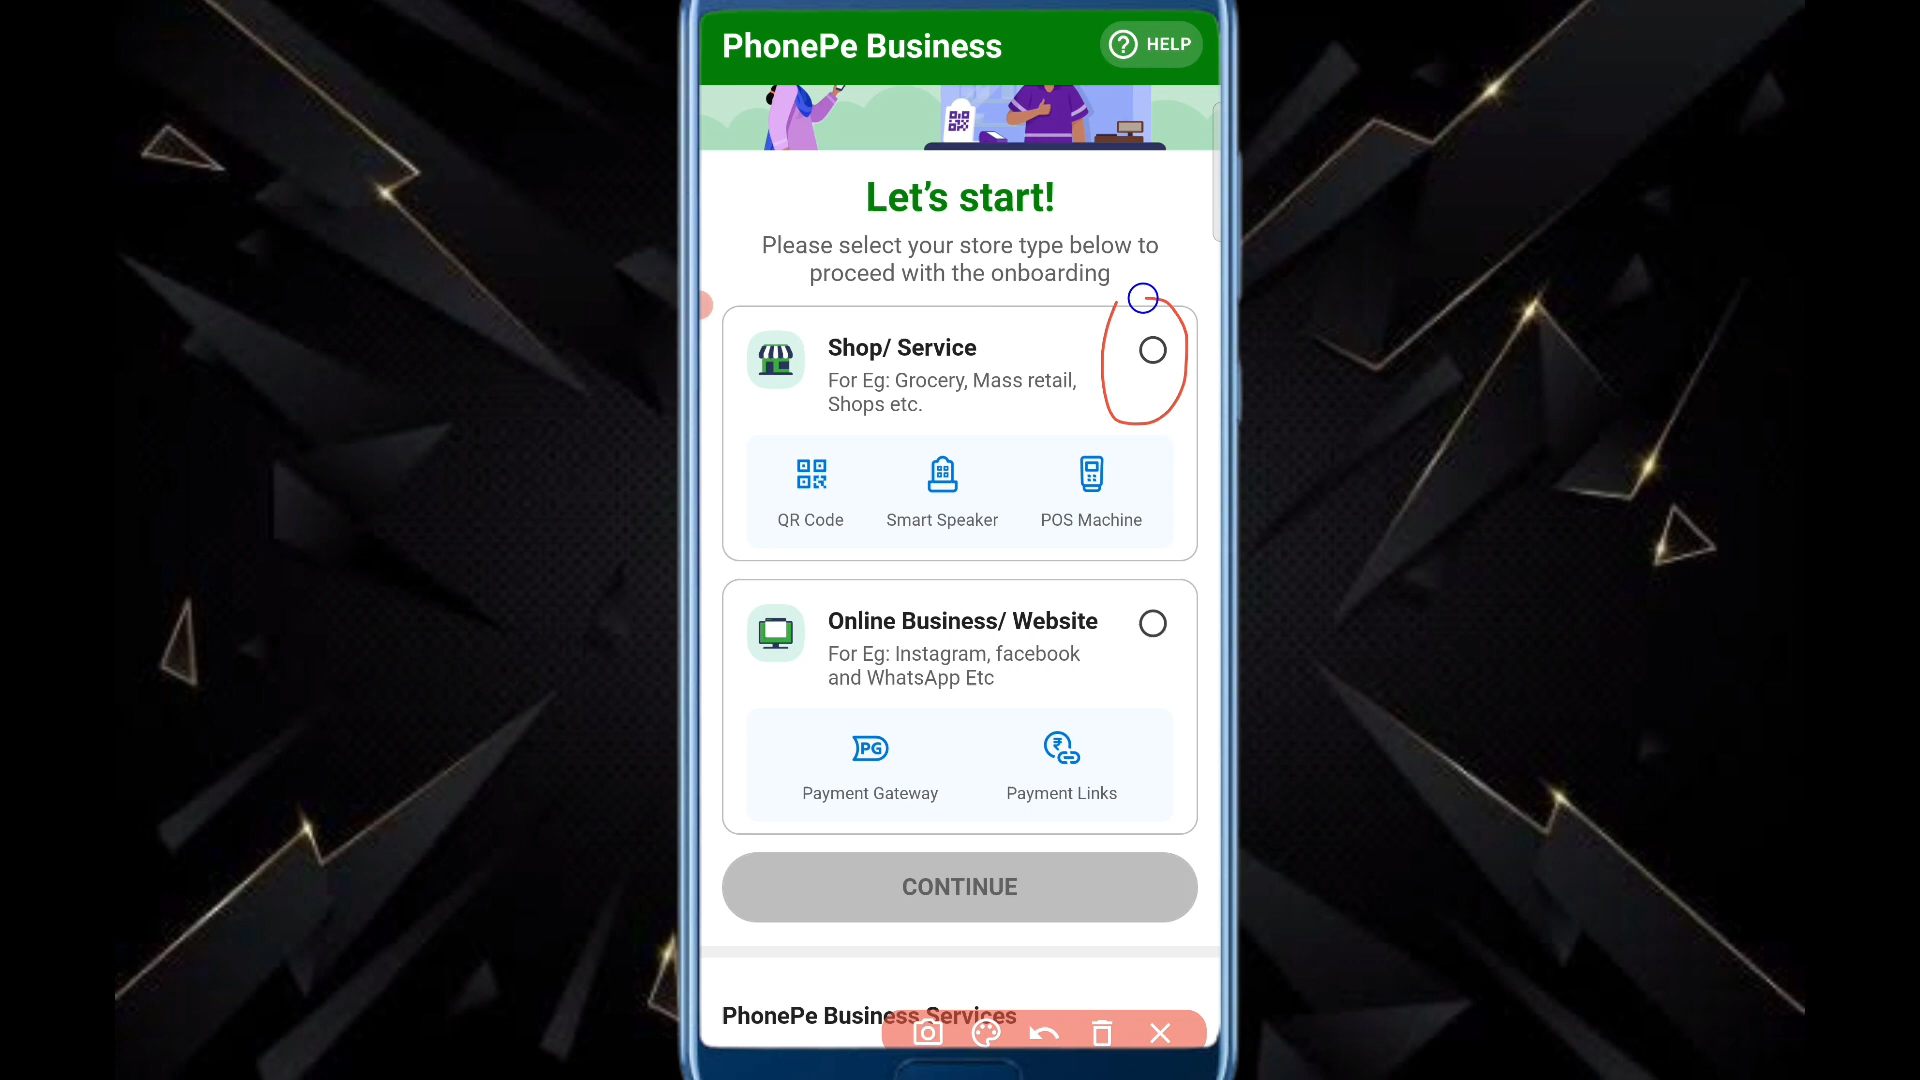 PhonePe Business
HELP
Let's start!
Please select your store type below to
proceed with the onboarding
Shop/ Service
For Eg: Grocery, Mass retail,
Shops etc.
QR Code
Smart Speaker
POS Machine
Online Business/ Website
For Eg: Instagram, facebook
and WhatsApp Etc
PG
₹
Payment Gateway
Payment Links
CONTINUE
PhonePe Business Services